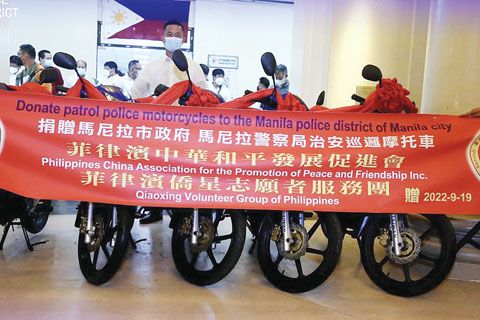 RICT
Donate patrol police motorcycles to the Manila police district of Manila city
捐贈馬尼拉市政府 馬尼拉警察局治安巡邏摩托車
菲律濱中華和平發展促進會
Philippines China Association for the Promotion of Peace and Friendship Inc.
菲律濱僑星志願者服務團 贈 2022-9-19
Qiaoxing Volunteer Group of Philippines